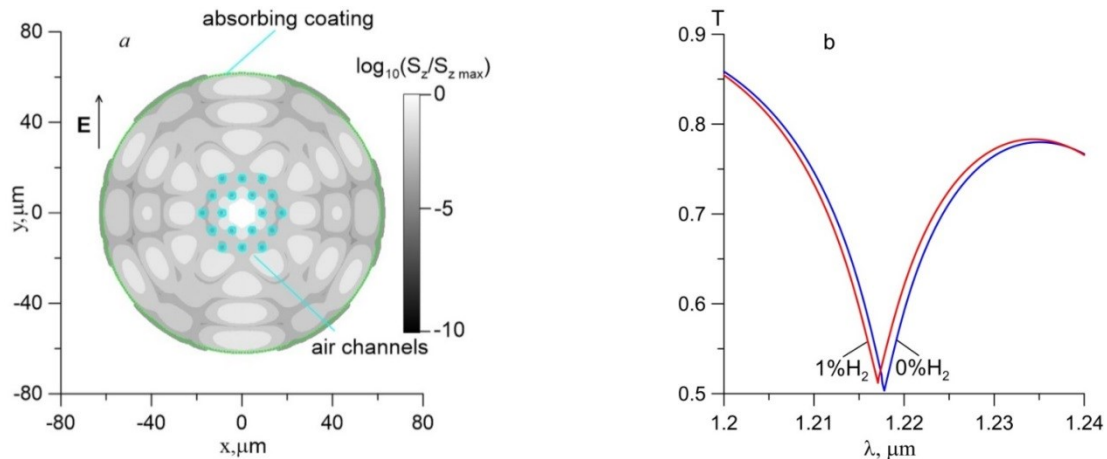 absorbing coating
80
a
log10(Sz/Sz max)
0
40
E
y,μm
0
-5
-40
-10
air channels
-80
-80
-40
0
40
80
x,μm
T
0.9
b
0.8
0.7
0.6
1%H2
0%H2
0.5
1.2
1.21
1.22
1.23
1.24
λ, μm